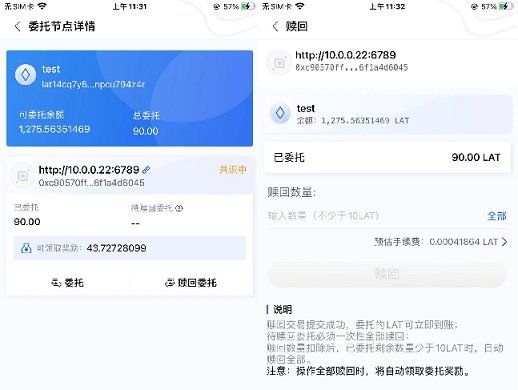 无SIM卡
上午11:31
57%
委托节点详情
test
lat14cq7y6...npcu794z4r
可委托余额
总委托
1,275.56351469
90.00
http://10.0.0.22:6789
共识中
0xc90570ff...6f1a4d6045
已委托
待赎回委托
90.00
--
可领取奖励: 43.72728099
委托
赎回委托
无SIM卡
上午11:32
57%
赎回
http://10.0.0.22:6789
0xc90570ff...6f1a4d6045
test
余额: 1,275.56351469 LAT
已委托
90.00 LAT
赎回数量:
输入数量（不少于10LAT）
全部
预估手续费: 0.00041864 LAT
赎回
说明
赎回交易提交成功，委托的LAT可立即到账；
待赎回委托必须一次性全部赎回；
赎回数量扣除后，已委托剩余数量少于10LAT时，自动
赎回全部。
注意：操作全部赎回时，将自动领取委托奖励。